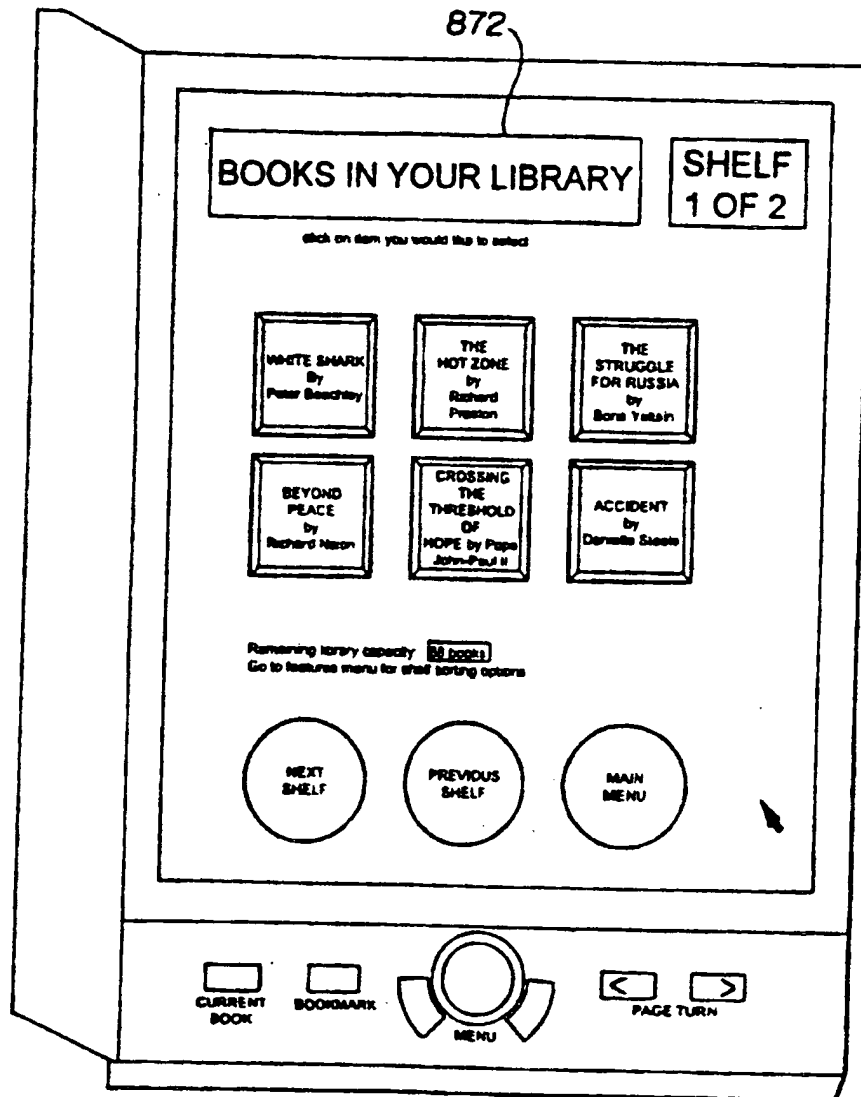 872
BOOKS IN YOUR LIBRARY
SHELF
1 OF 2
click on item you would like to select
WHITE SHARK
By
Peter Benchley
THE
HOT ZONE
by
Richard
Preston
THE
STRUGGLE
FOR RUSSIA
by
Boris Yeltsin
BEYOND
PEACE
by
Richard Nixon
CROSSING
THE
THRESHOLD
OF
HOPE by Pope
John-Paul II
ACCIDENT
by
Danielle Steele
Remaining library capacity books
Go to features menu for shelf sorting options
NEXT
SHELF
PREVIOUS
SHELF
MAIN
MENU
CURRENT
BOOK
BOOKMARK
MENU
< >
PAGE TURN